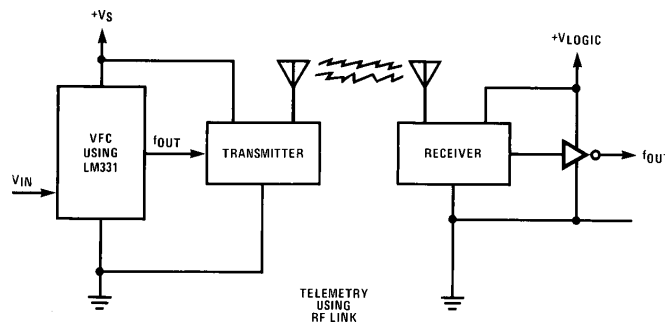 +VS
VFC
USING
LM331
fOUT
VIN
TRANSMITTER
RECEIVER
+VLOGIC
fOUT
TELEMETRY
USING
RF LINK